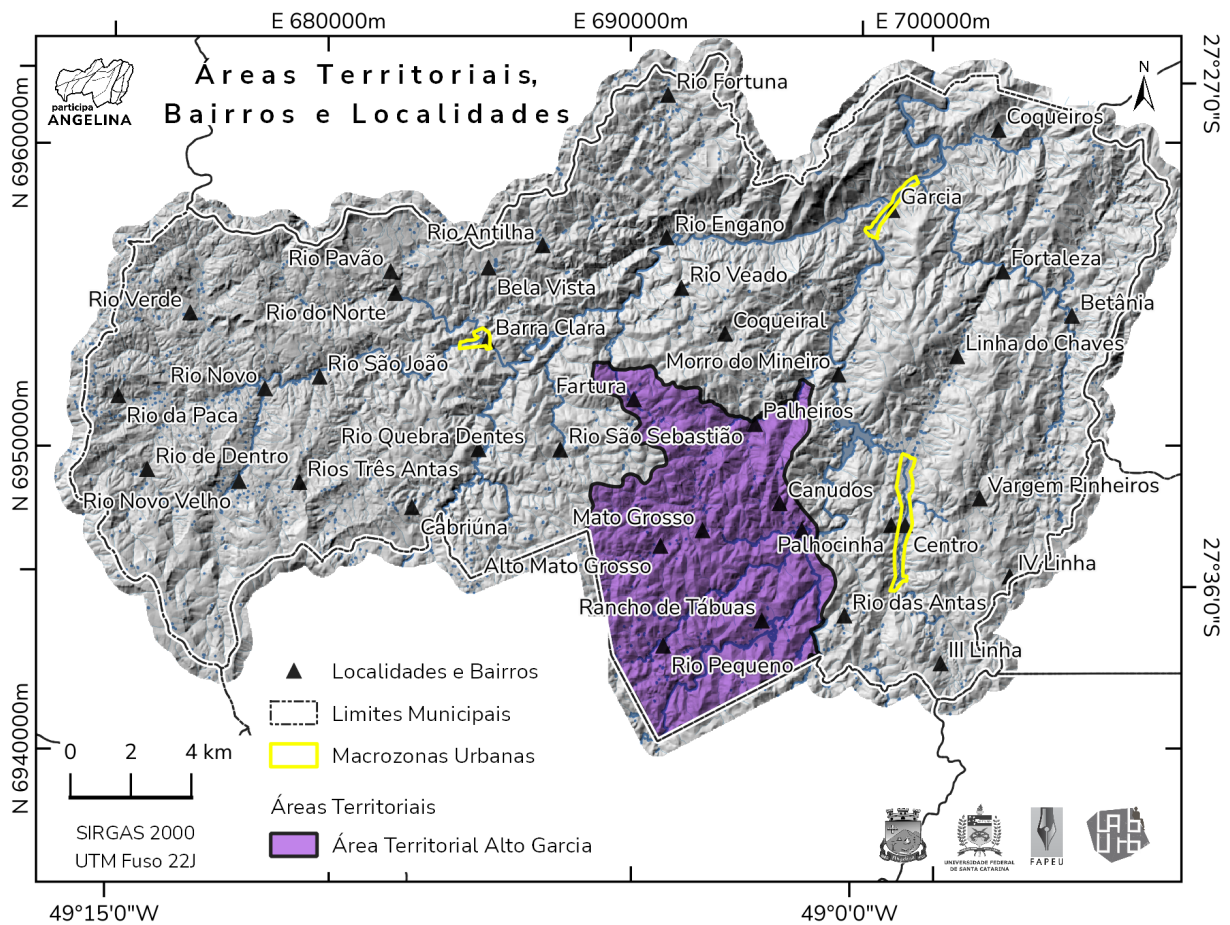 E 680000m
E 690000m
E 700000m
participa
ANGELINA
Áreas Territoriais,
Bairros e Localidades
N
27°27'0"S
N 6960000m
Rio Fortuna
Coqueiros
Garcia
Rio Antilha
Rio Engano
Rio Pavão
Fortaleza
Bela Vista
Rio Veado
Rio Verde
Rio do Norte
Betânia
Barra Clara
Coqueiral
Linha do Chaves
Rio São João
Morro do Mineiro
Rio Novo
Fartura
Rio da Paca
Palheiros
N 6950000m
Rio Quebra Dentes
Rio São Sebastião
Rio de Dentro
Rios Três Antas
Vargem Pinheiros
Canudos
Rio Novo Velho
Mato Grosso
Cabriúna
Palhocinha
Centro
Alto Mato Grosso
IV Linha
27°36'0"S
Rancho de Tábuas
Rio das Antas
III Linha
Rio Pequeno
Localidades e Bairros
Limites Municipais
N 6940000m
0 2 4 km
Macrozonas Urbanas
Áreas Territoriais
SIRGAS 2000
UTM Fuso 22J
Área Territorial Alto Garcia
UNIVERSIDADE FEDERAL
DE SANTA CATARINA
FAPEU
49°15'0"W
49°0'0"W